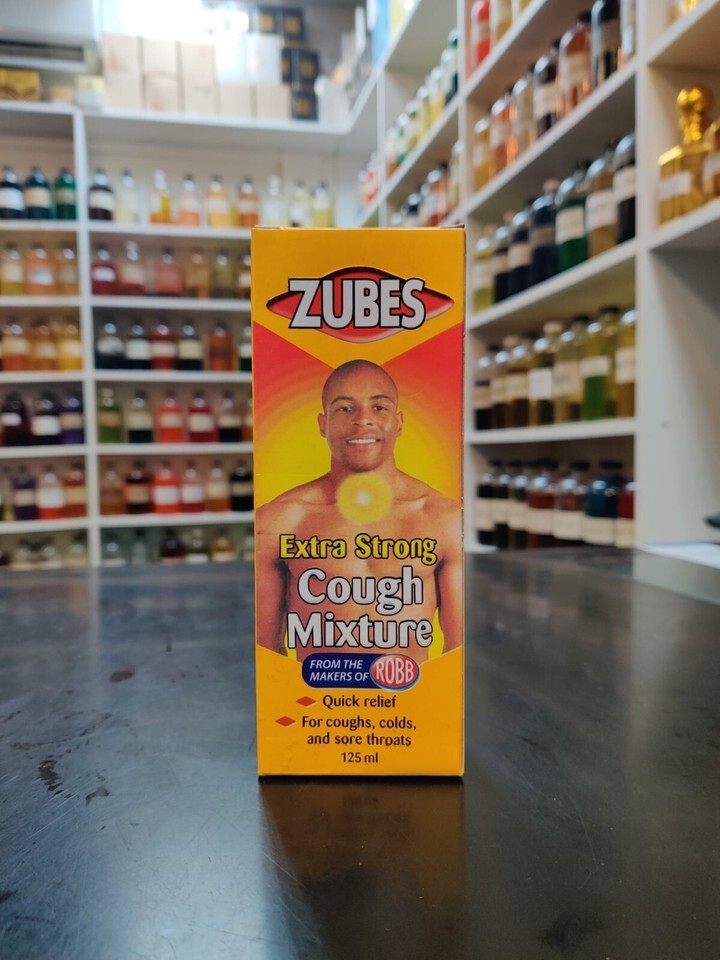 ZUBES
Extra Strong
Cough
Mixture
FROM THE
MAKERS OF ROBB
Quick relief
For coughs, colds,
and sore throats
125 ml